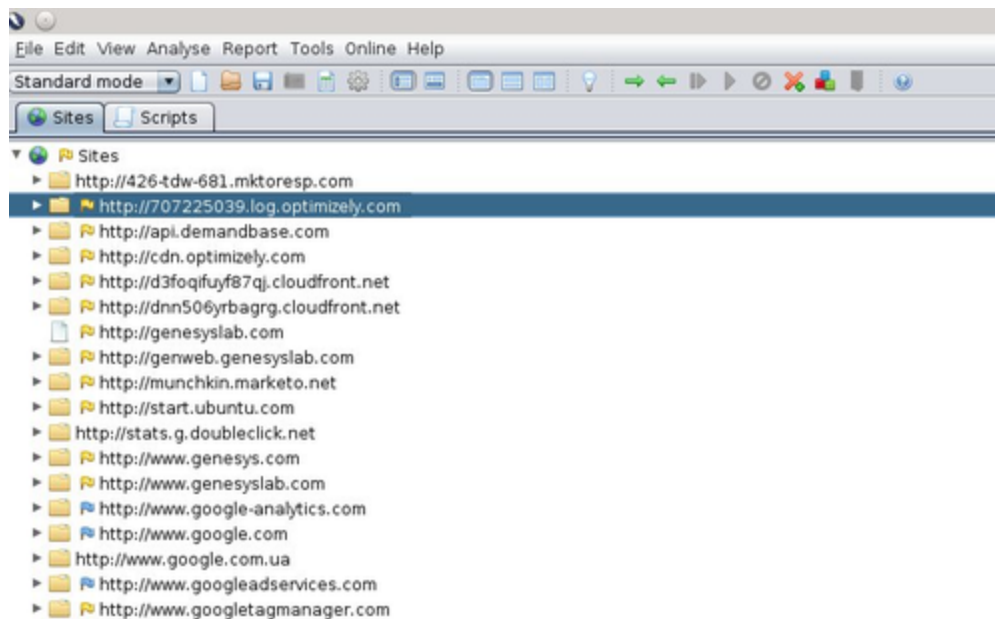 File Edit View Analyse Report Tools Online Help
Standard mode
Sites Scripts
Sites
http://426-tdw-681.mktoresp.com
http://707225039.log.optimizely.com
http://api.demandbase.com
http://cdn.optimizely.com
http://d3foqifuyf87qj.cloudfront.net
http://dnn506yrbagrg.cloudfront.net
http://genesyslab.com
http://genweb.genesyslab.com
http://munchkin.marketo.net
http://start.ubuntu.com
http://stats.g.doubleclick.net
http://www.genesys.com
http://www.genesyslab.com
http://www.google-analytics.com
http://www.google.com
http://www.google.com.ua
http://www.googleadservices.com
http://www.googletagmanager.com